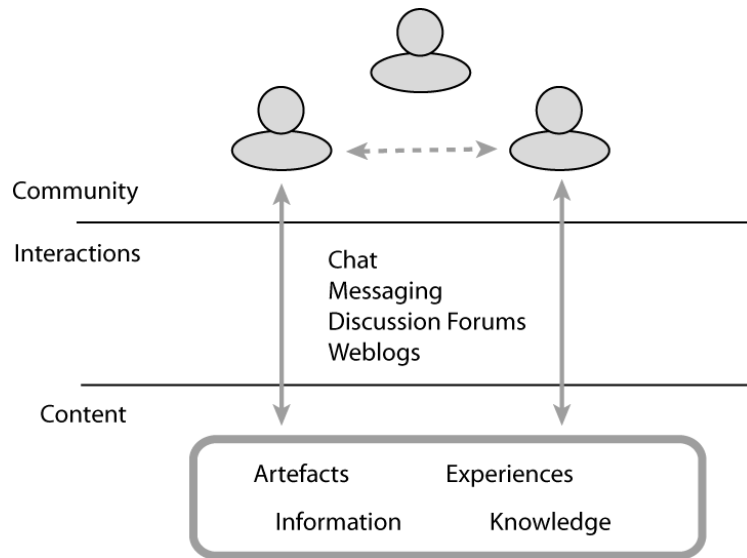 Community
Interactions
Chat
Messaging
Discussion Forums
Weblogs
Content
Artefacts Experiences
Information Knowledge